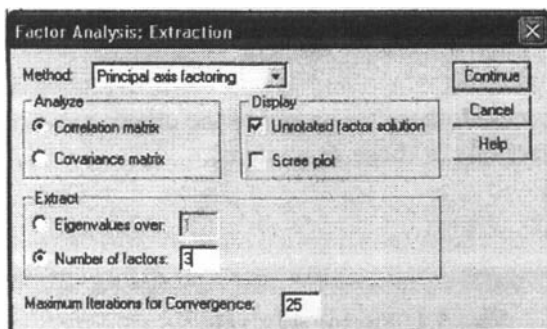 Factor Analysis: Extraction
Method: Principal axis factoring
Continue
Analyze
Display
Cancel
Correlation matrix
Unrotated factor solution
Help
Covariance matrix
Scree plot
Extract
Eigenvalues over: 1
Number of factors: 3
Maximum Iterations for Convergence: 25